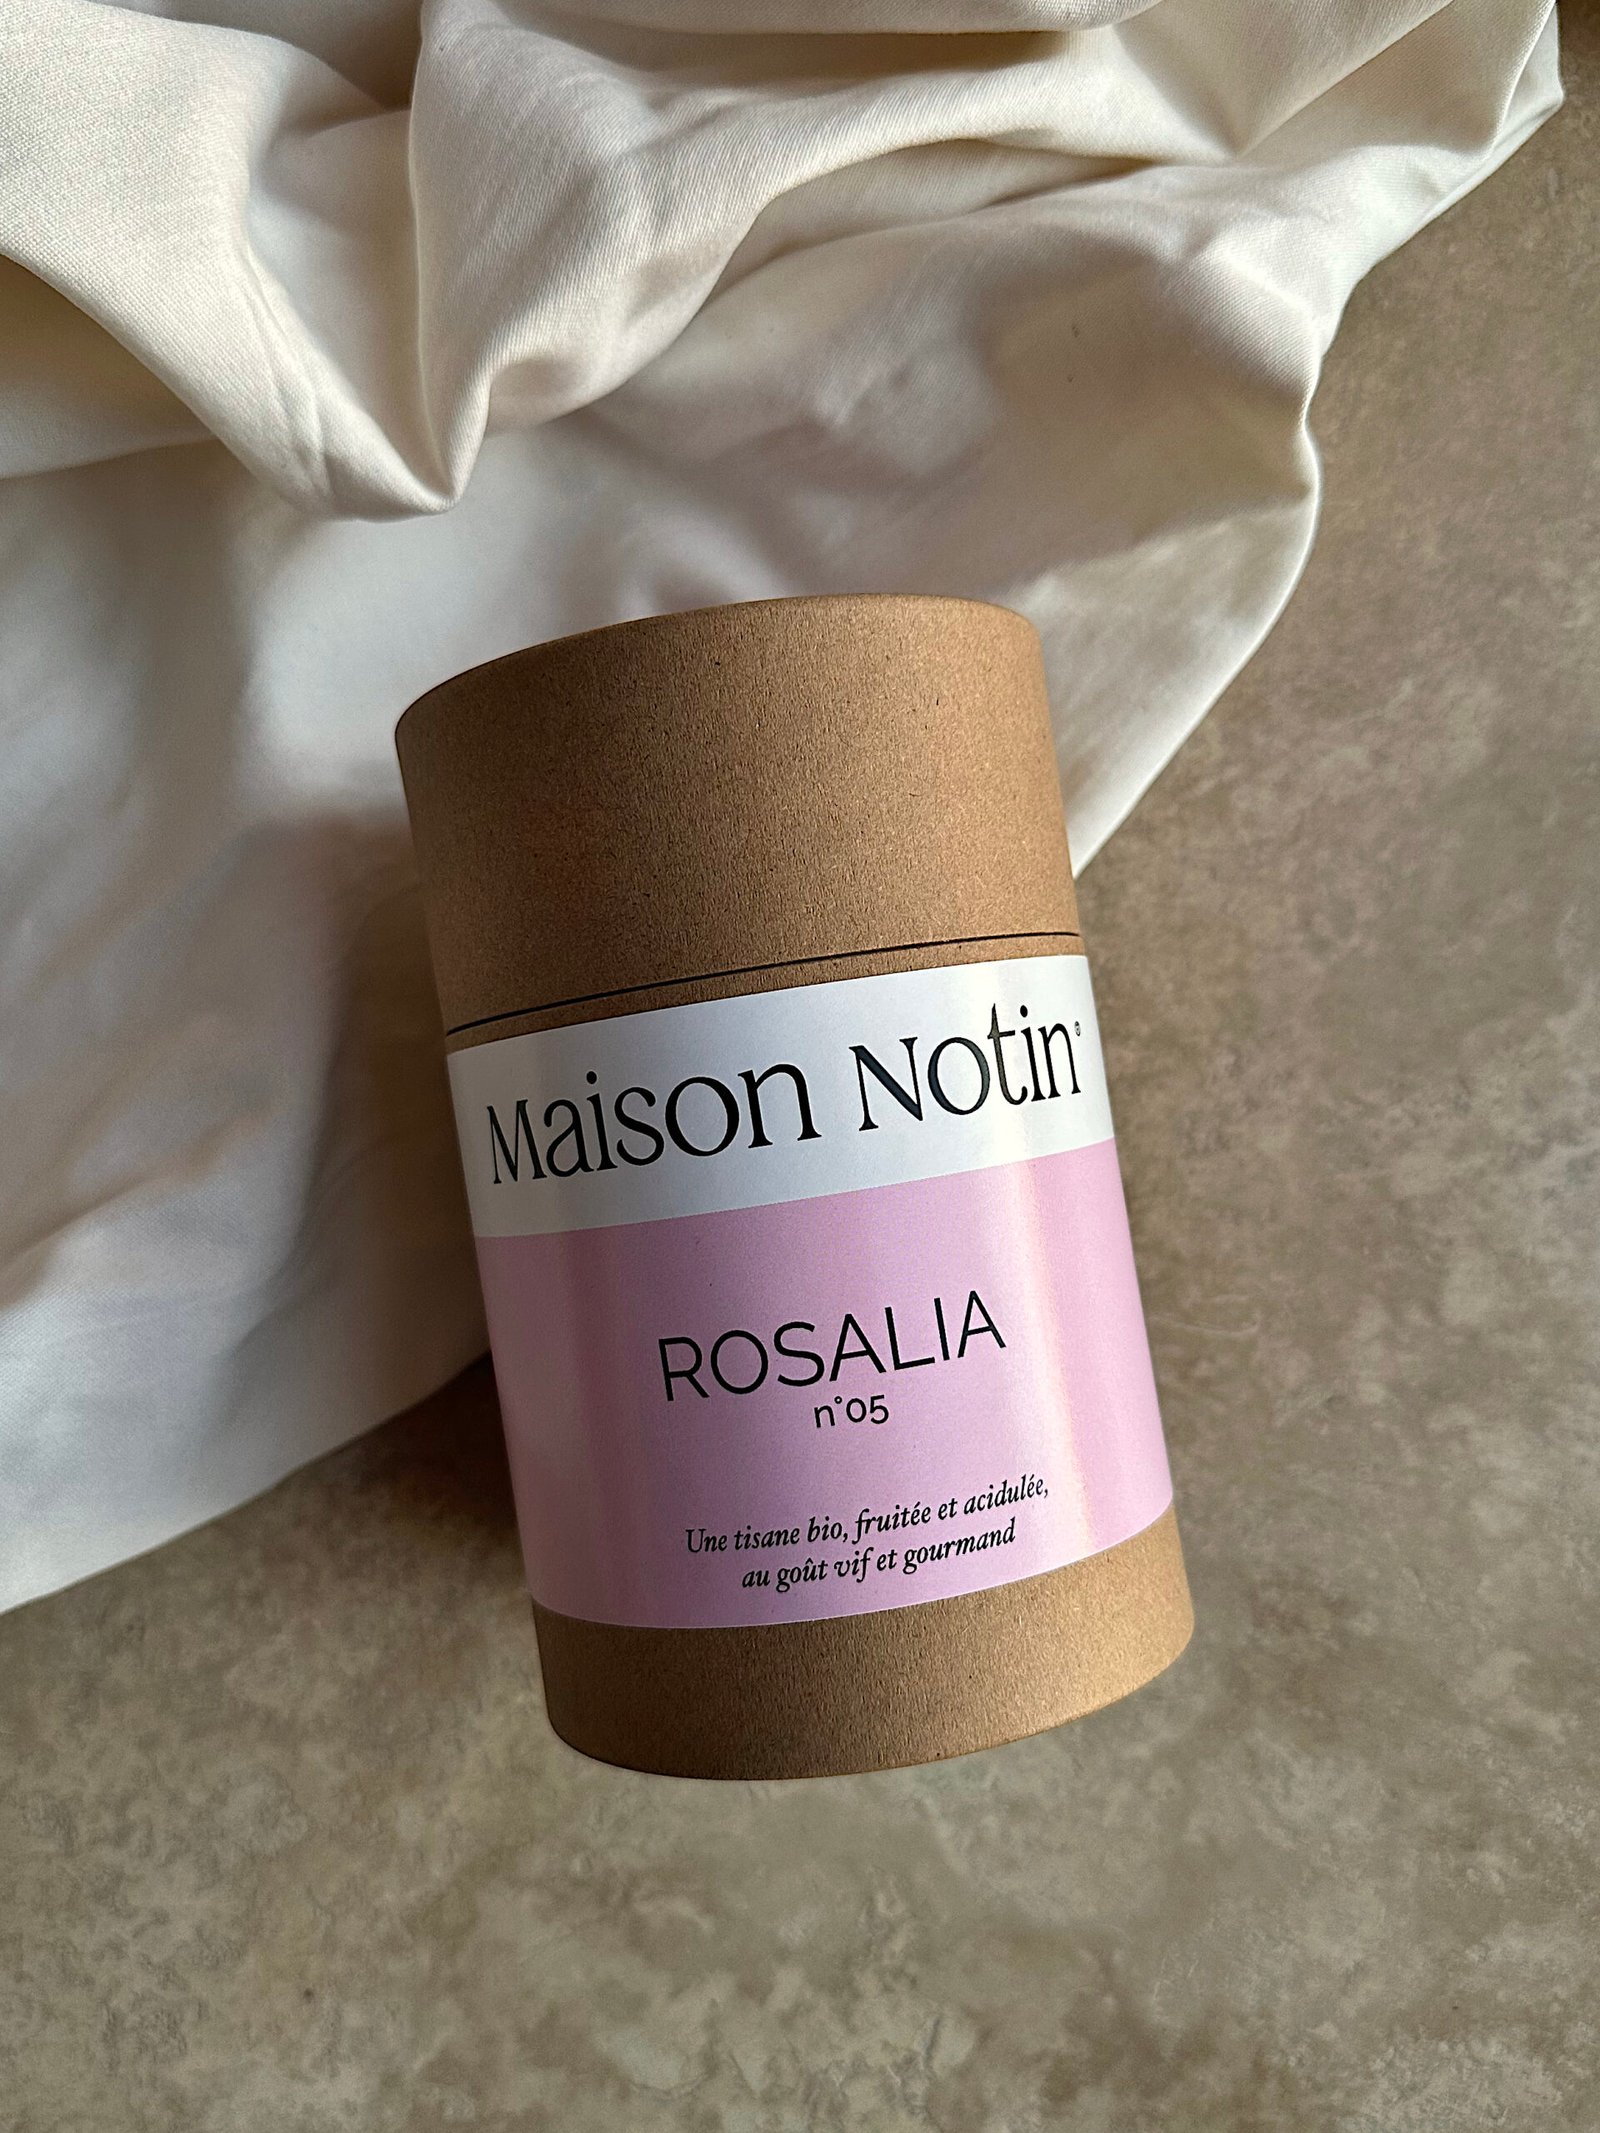 Maison Notin®
ROSALIA
n°05
Une tisane bio, fruitée et acidulée,
au goût vif et gourmand